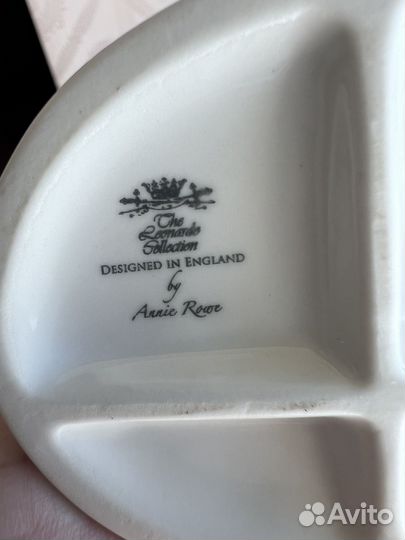 The
Leonardo
Collection
DESIGNED IN ENGLAND
by
Annie Rowe
Avito